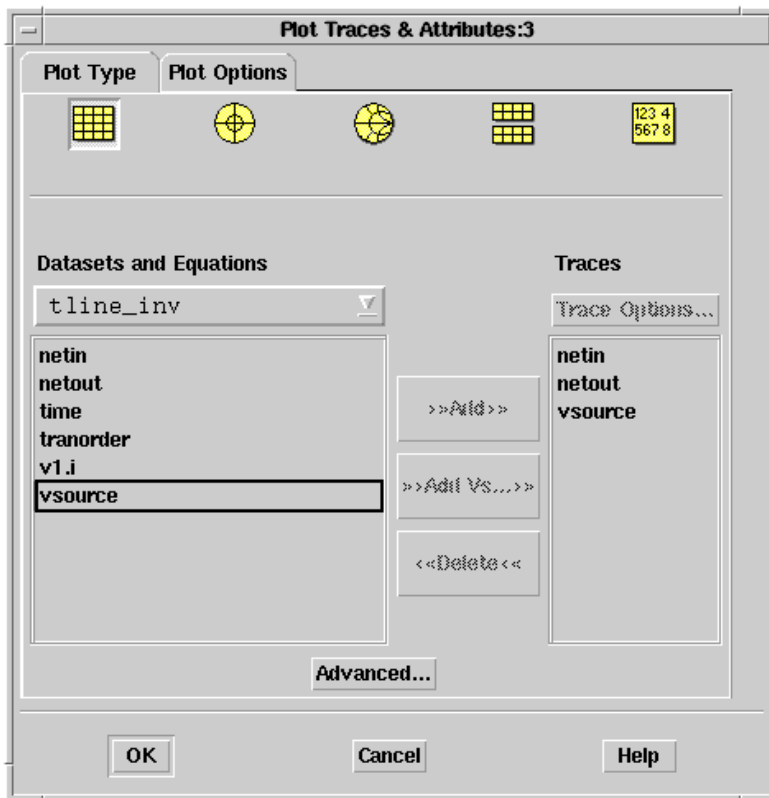 Plot Traces & Attributes:3
Plot Type
Plot Options
123 4
567 8
Datasets and Equations
Traces
tline_inv
Trace Options...
netin
netout
time
tranorder
v1.i
vsource
>>Add>>
>>Add Vs...>>
<<Delete<<
netin
netout
vsource
Advanced...
OK
Cancel
Help